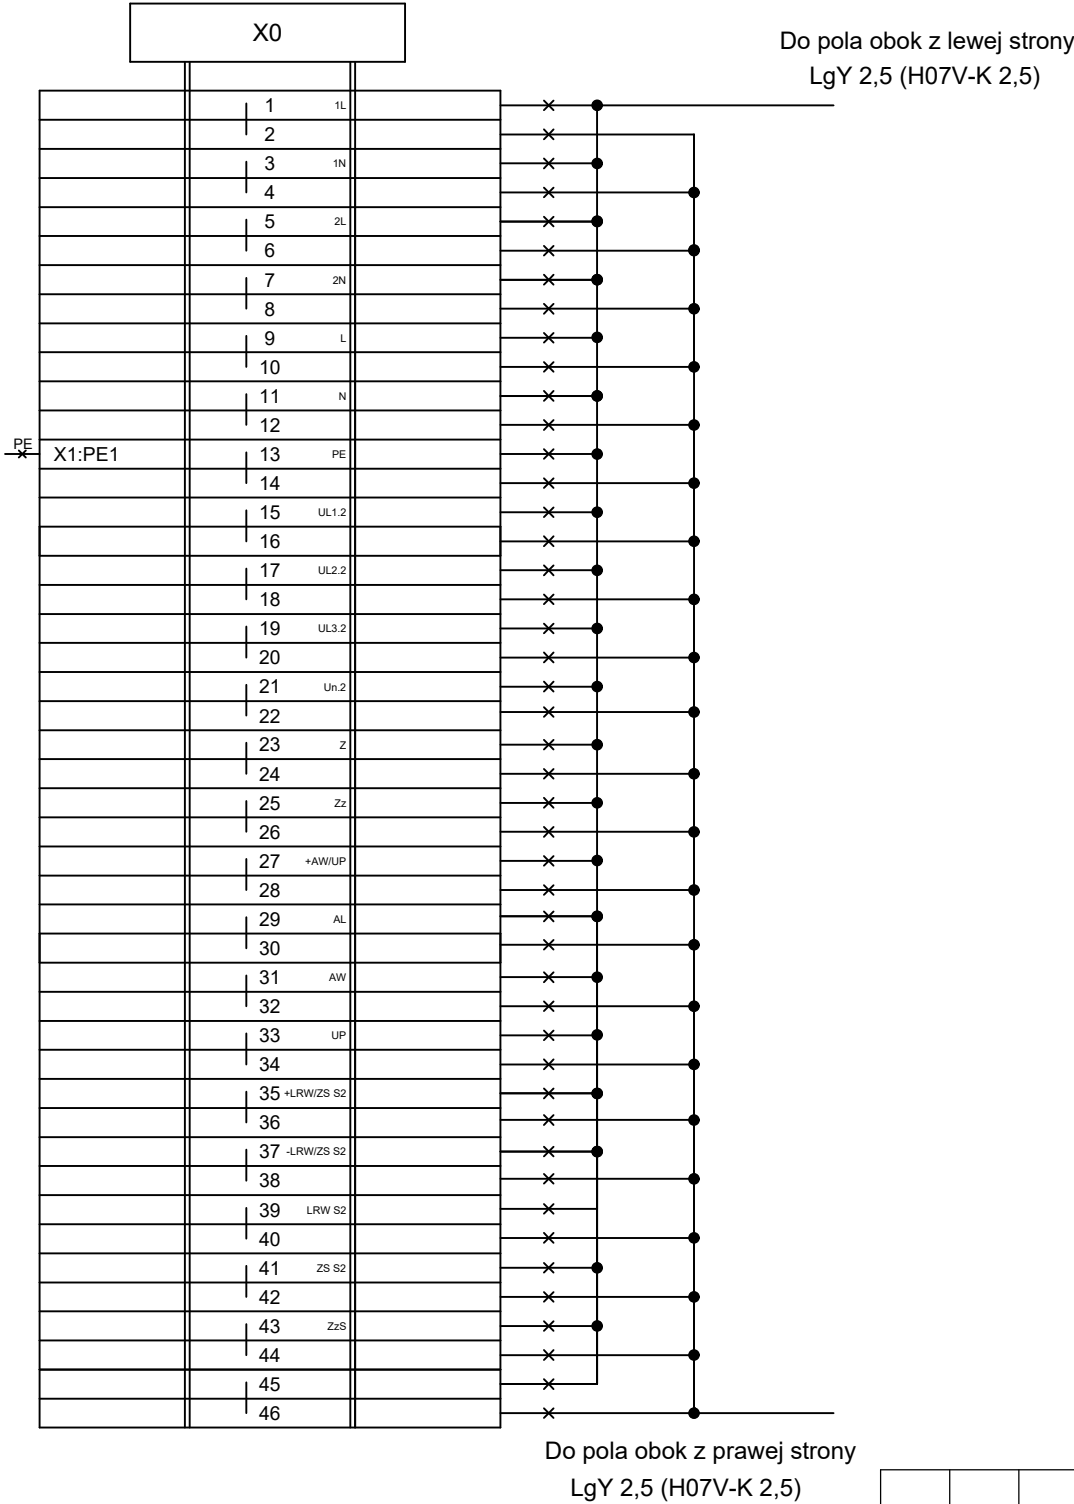 X0
Do pola obok z lewej strony
LgY 2,5 (H07V-K 2,5)
1 1L
2
3 1N
4
5 2L
6
7 2N
8
9 L
10
11 N
12
PE X1:PE1 13 PE
14
15 UL1.2
16
17 UL2.2
18
19 UL3.2
20
21 Un.2
22
23 Z
24
25 Zz
26
27 +AW/UP
28
29 AL
30
31 AW
32
33 UP
34
35 +LRW/ZS S2
36
37 -LRW/ZS S2
38
39 LRW S2
40
41 ZS S2
42
43 ZzS
44
45
46
Do pola obok z prawej strony
LgY 2,5 (H07V-K 2,5)